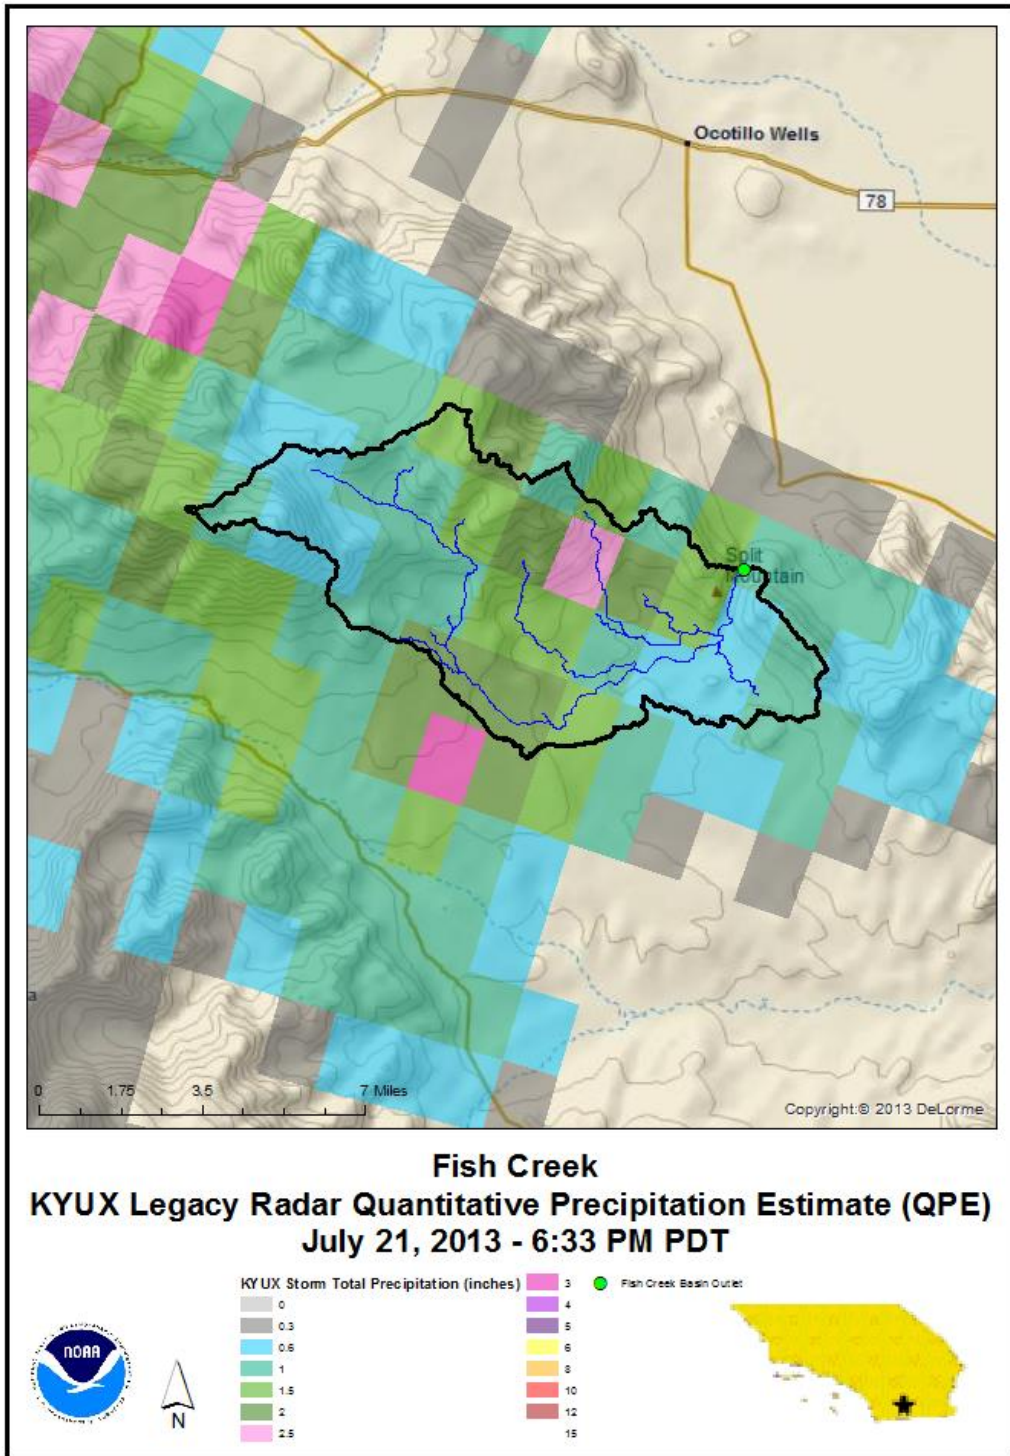 Ocotillo Wells
78
Split
Mountain
a
0 1.75 3.5 7 Miles
Copyright:© 2013 DeLorme
Fish Creek
KYUX Legacy Radar Quantitative Precipitation Estimate (QPE)
July 21, 2013 - 6:33 PM PDT
KYUX Storm Total Precipitation (inches)
0
0.3
0.6
1
1.5
2
2.5
3
4
5
6
8
10
12
15
Fish Creek Basin Outlet
NOAA
N